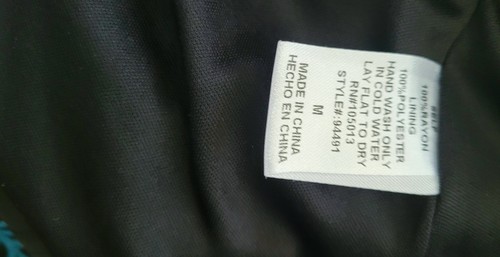 SELF
100%RAYON
LINING
100%POLYESTER
HAND WASH ONLY
IN COLD WATER
LAY FLAT TO DRY
RN#105013
STYLE#:94491
M
MADE IN CHINA
HECHO EN CHINA